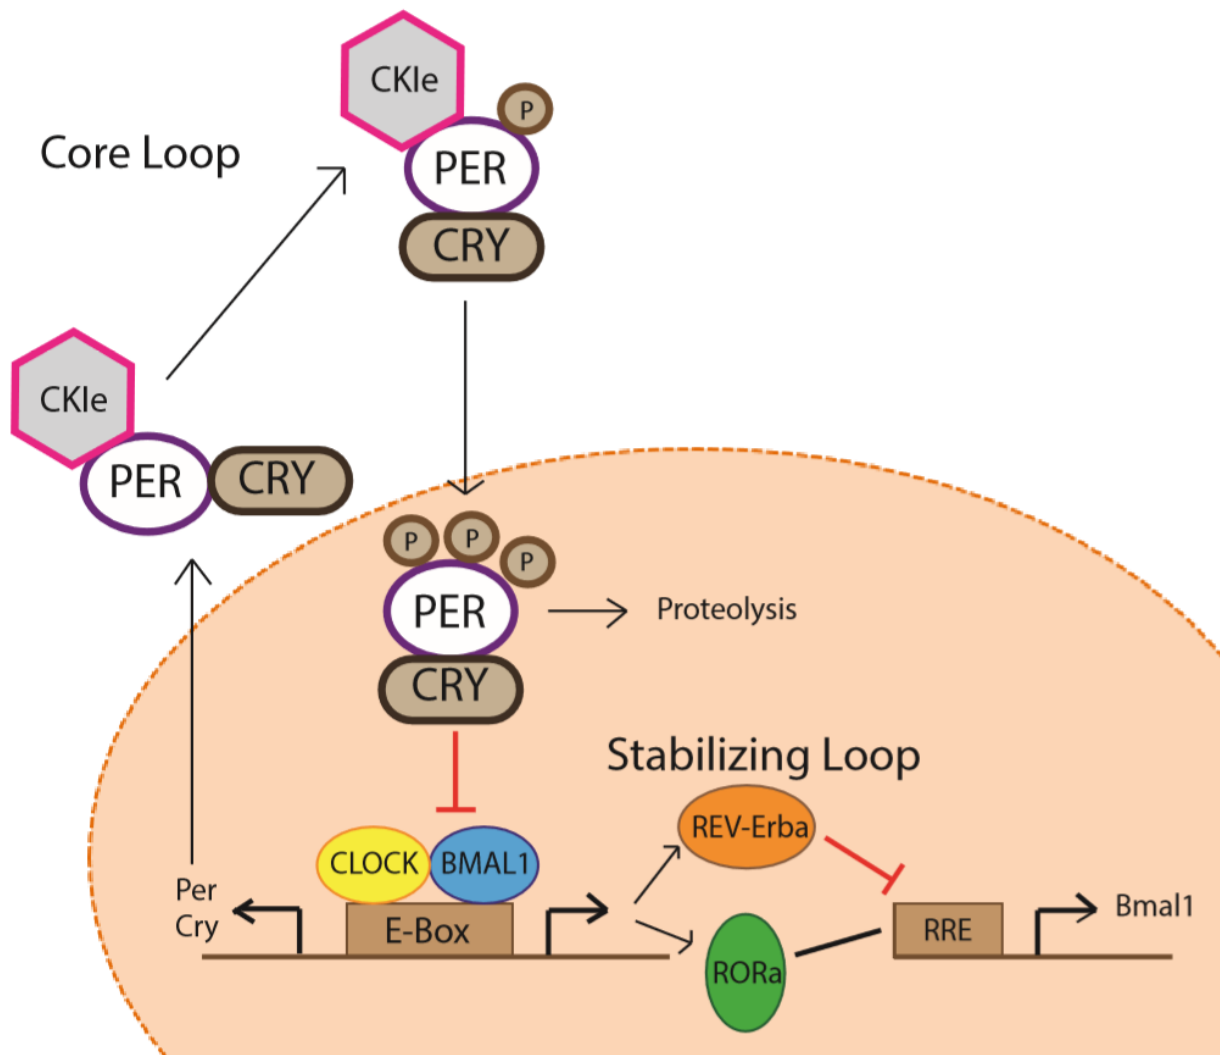 Core Loop
CKIe
P
PER
CRY
CKIe
PER
CRY
P
P
P
PER
Proteolysis
CRY
Stabilizing Loop
REV-Erba
CLOCK
BMAL1
Per
Cry
E-Box
RORa
RRE
Bmal1